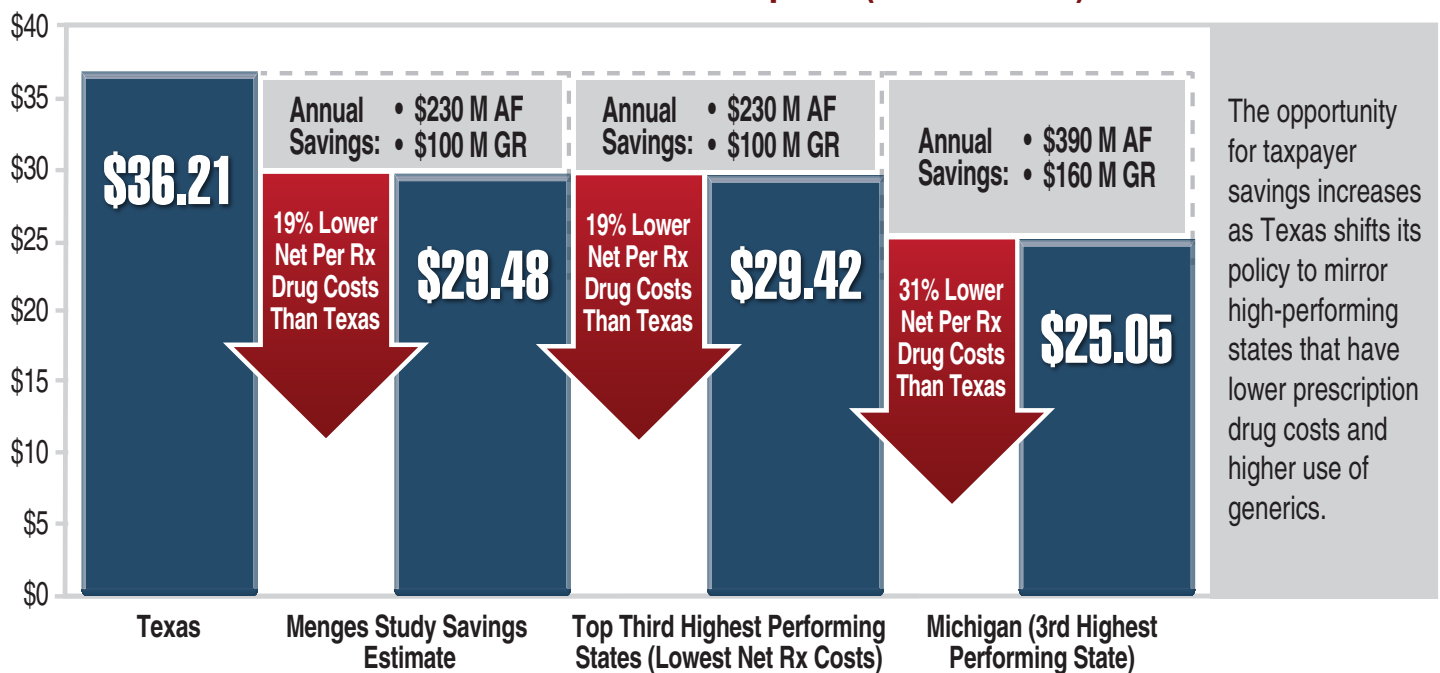 $40
$35
$30
$25
$20
$15
$10
$5
$0
$36.21
Annual
Savings:
• $230 M AF
• $100 M GR
19% Lower
Net Per Rx
Drug Costs
Than Texas
$29.48
Annual
Savings:
• $230 M AF
• $100 M GR
19% Lower
Net Per Rx
Drug Costs
Than Texas
$29.42
Annual
Savings:
• $390 M AF
• $160 M GR
31% Lower
Net Per Rx
Drug Costs
Than Texas
$25.05
Texas
Menges Study Savings
Estimate
Top Third Highest Performing
States (Lowest Net Rx Costs)
Michigan (3rd Highest
Performing State)
The opportunity
for taxpayer
savings increases
as Texas shifts its
policy to mirror
high-performing
states that have
lower prescription
drug costs and
higher use of
generics.